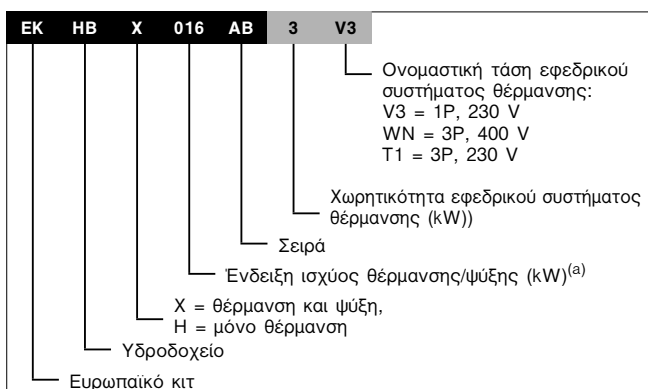 EK HB X 016 AB 3 V3
Ονομαστική τάση εφεδρικού
συστήματος θέρμανσης:
V3 = 1P, 230 V
WN = 3P, 400 V
T1 = 3P, 230 V
Χωρητικότητα εφεδρικού συστήματος
θέρμανσης (kW))
Σειρά
Ένδειξη ισχύος θέρμανσης/ψύξης (kW)(a)
X = θέρμανση και ψύξη,
H = μόνο θέρμανση
Υδροδοχείο
Ευρωπαϊκό κιτ